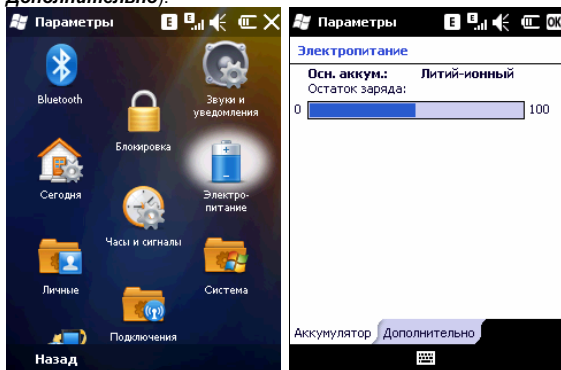 Дополнительно).
Параметры
E
E
Bluetooth
Звуки и
уведомления
Блокировка
Сегодня
Электро-
питание
Часы и сигналы
Личные
Система
Подключения
Назад
Параметры
E
E
OK
Электропитание
Осн. аккум.: Литий-ионный
Остаток заряда:
0 100
Аккумулятор Дополнительно